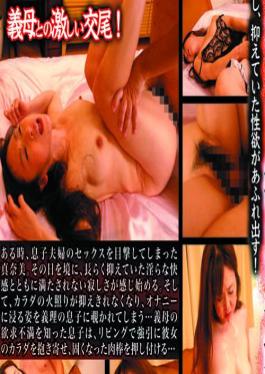 義母との激しい交尾！
し、抑えていた性欲があふれ出す！
ある時、息子夫婦のセックスを目撃してしまった
真奈美。その日を境に、長らく抑えていた淫らな快
感とともに満たされない寂しさが感じ始める。そし
て、カラダの火照りが抑えきれなくなり、オナニー
に浸る姿を義理の息子に覗かれてしまう…義母の
欲求不満を知った息子は、リビングで強引に彼女
のカラダを抱き寄せ、固くなった肉棒を押し付ける…